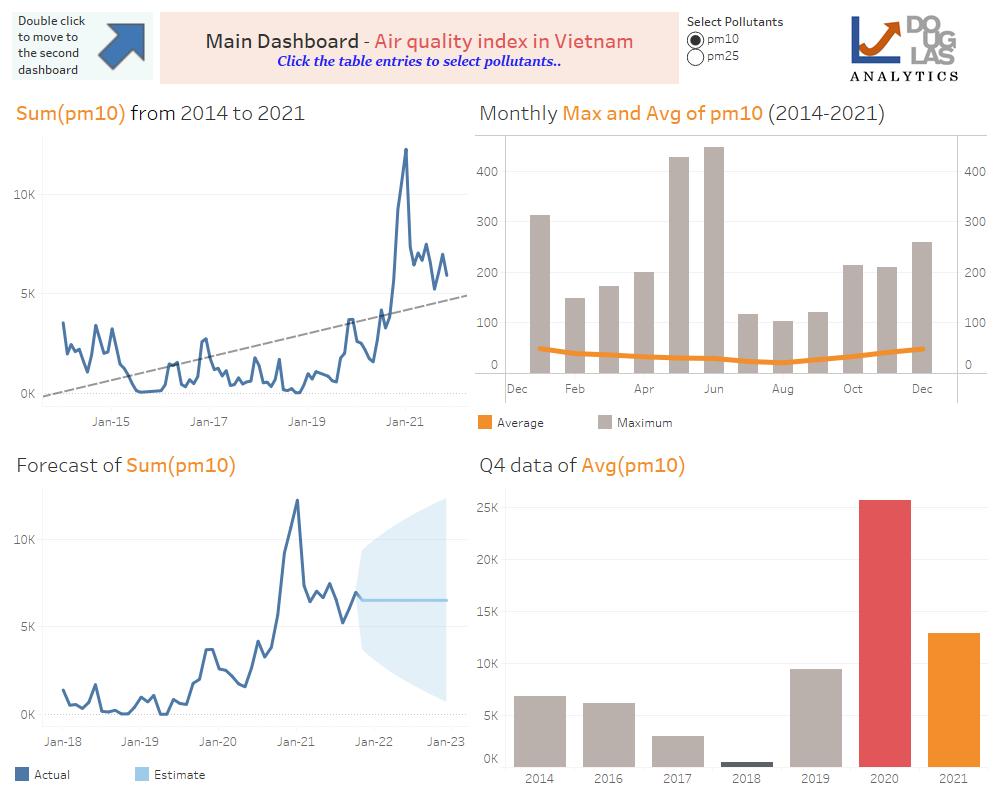 Double click
to move to
the second
dashboard
Main Dashboard - Air quality index in Vietnam
Click the table entries to select pollutants..
Select Pollutants
pm10
pm25
DOUGLAS
ANALYTICS
Sum(pm10) from 2014 to 2021
10K
5K
0K
Jan-15 Jan-17 Jan-19 Jan-21
Monthly Max and Avg of pm10 (2014-2021)
400 400
300 300
200 200
100 100
0 0
Dec Feb Apr Jun Aug Oct Dec
Average Maximum
Forecast of Sum(pm10)
10K
5K
0K
Jan-18 Jan-19 Jan-20 Jan-21 Jan-22 Jan-23
Actual Estimate
Q4 data of Avg(pm10)
25K
20K
15K
10K
5K
0K
2014 2016 2017 2018 2019 2020 2021